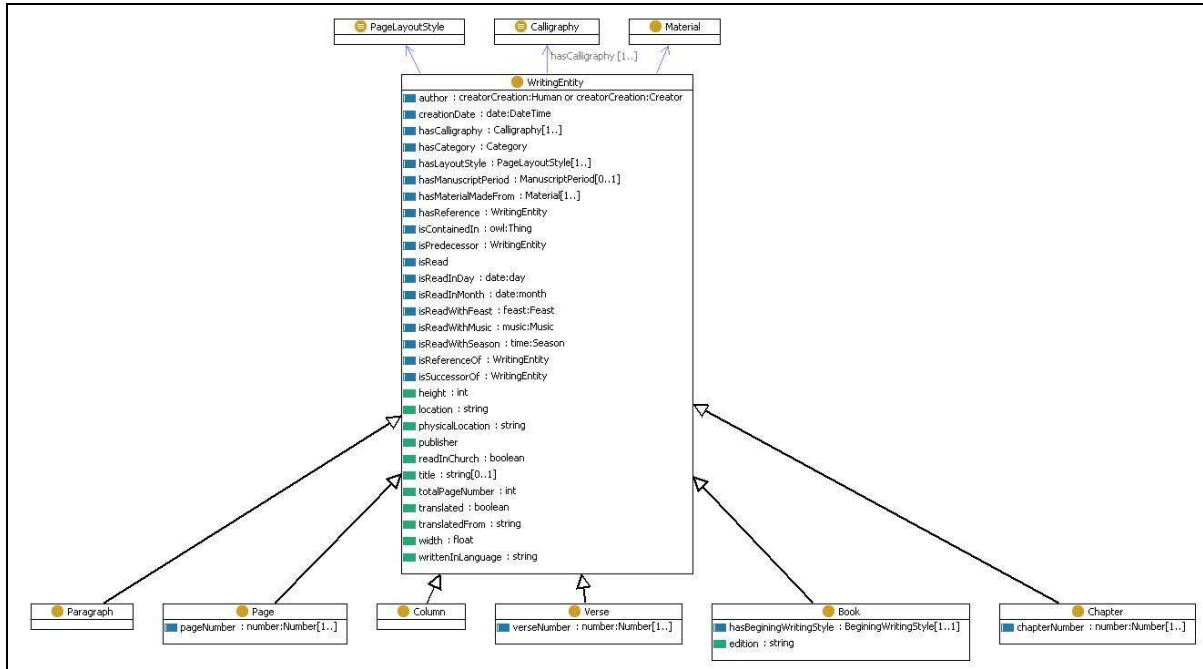 PageLayoutStyle
Calligraphy
Material
hasCalligraphy [1..]
WritingEntity
author : creatorCreation:Human or creatorCreation:Creator
creationDate : date:DateTime
hasCalligraphy : Calligraphy[1..]
hasCategory : Category
hasLayoutStyle : PageLayoutStyle[1..]
hasManuscriptPeriod : ManuscriptPeriod[0..1]
hasMaterialMadeFrom : Material[1..]
hasReference : WritingEntity
isContainedIn : owl:Thing
isPredecessor : WritingEntity
isRead
isReadInDay : date:day
isReadInMonth : date:month
isReadWithFeast : feast:Feast
isReadWithMusic : music:Music
isReadWithSeason : time:Season
isReferenceOf : WritingEntity
isSuccessorOf : WritingEntity
height : int
location : string
physicalLocation : string
publisher
readInChurch : boolean
title : string[0..1]
totalPageNumber : int
translated : boolean
translatedFrom : string
width : float
writtenInLanguage : string
Paragraph
Page
pageNumber : number:Number[1..]
Column
Verse
verseNumber : number:Number[1..]
Book
hasBeginingWritingStyle : BeginingWritingStyle[1..1]
edition : string
Chapter
chapterNumber : number:Number[1..]